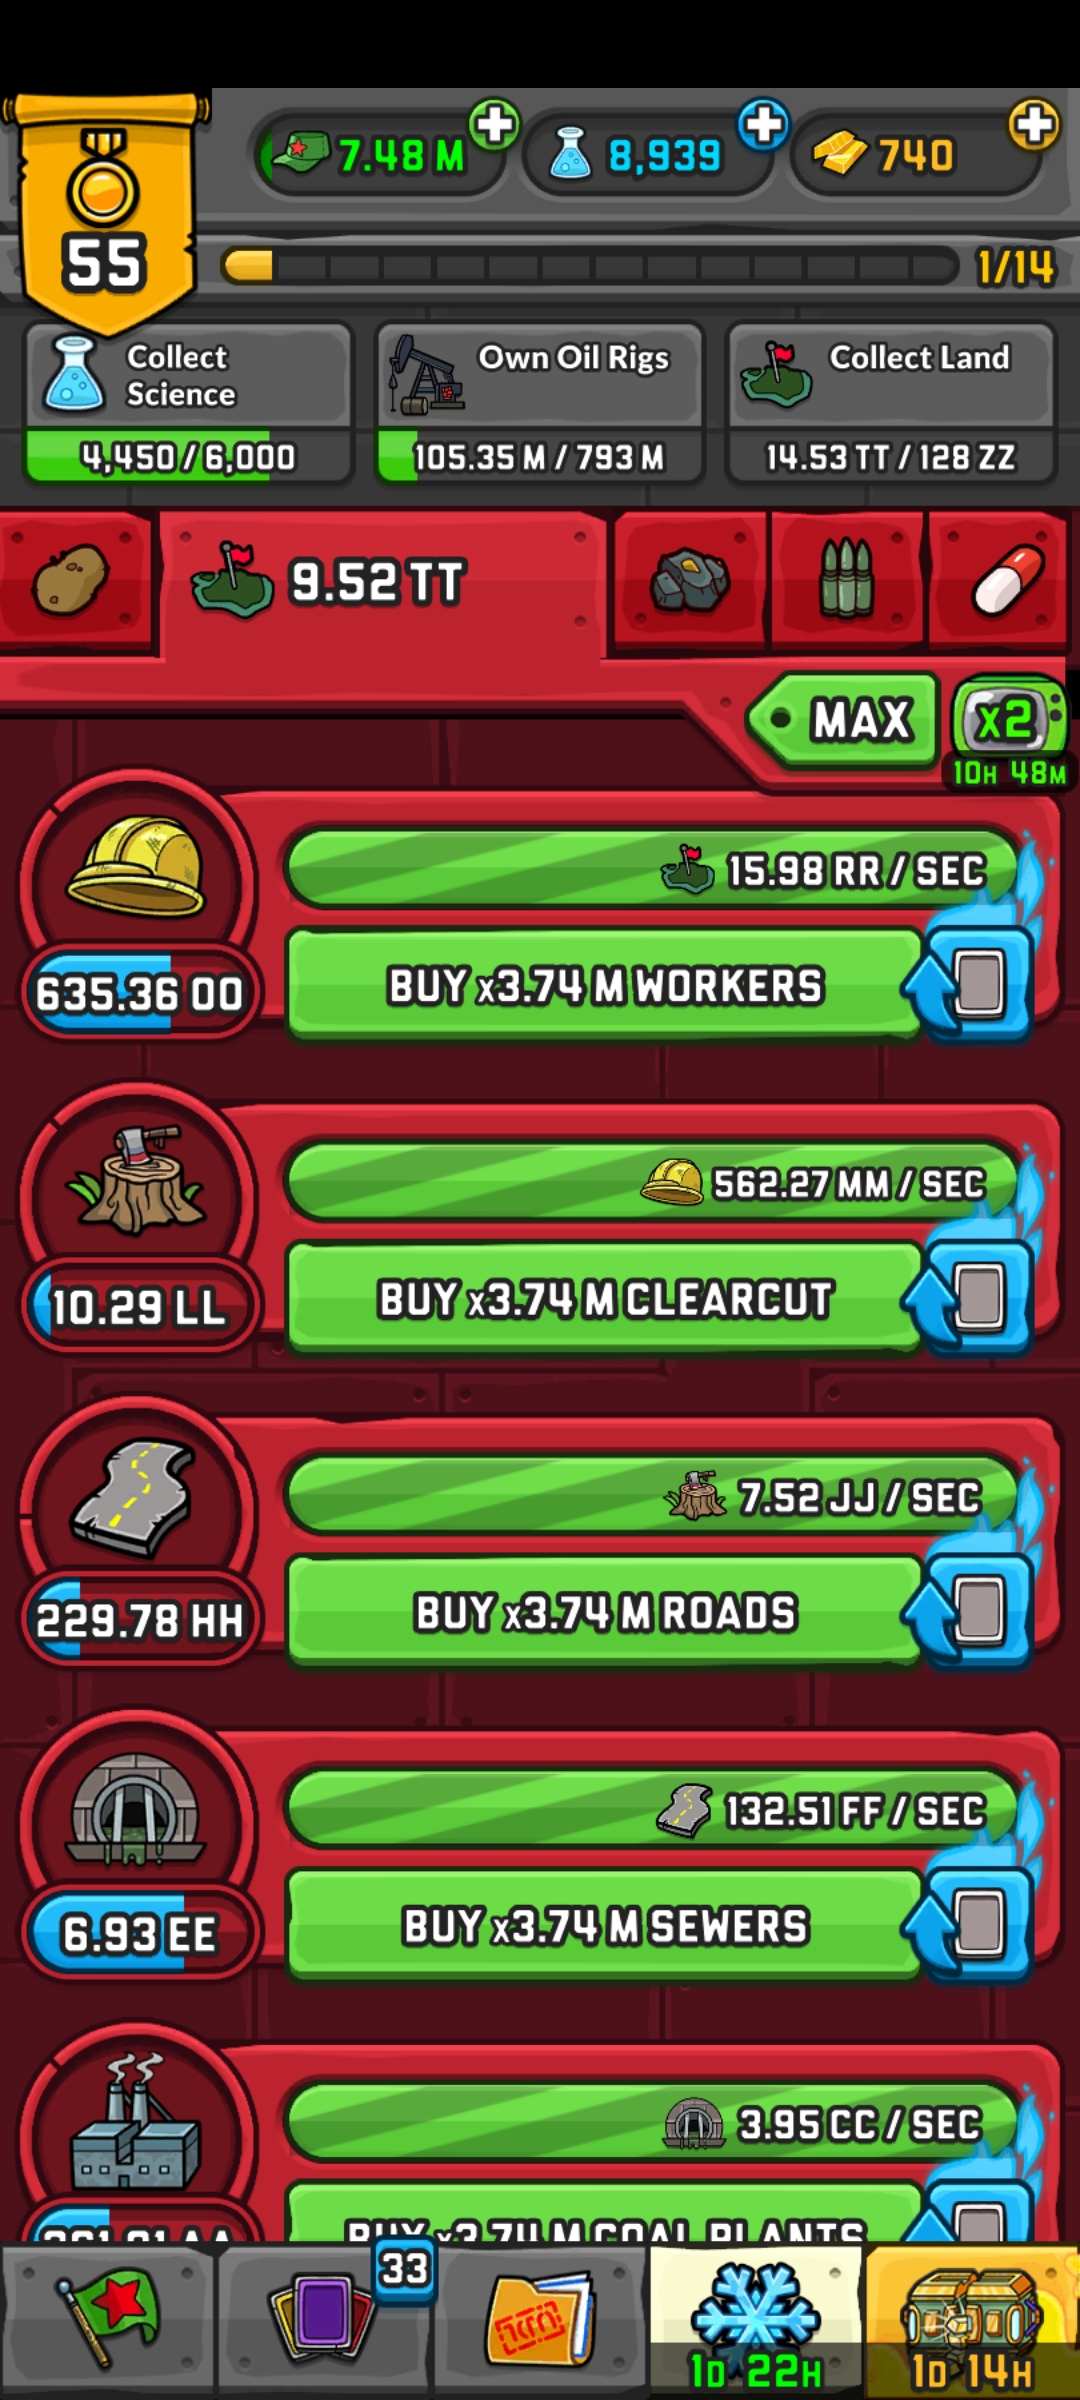 55
7.48 M
8,939
740
1/14
Collect
Science
4,450/6,000
Own Oil Rigs
105.35 M/793 M
Collect Land
14.53 TT/128 ZZ
9.52 TT
MAX
x2
10H 48M
15.98 RR/SEC
635.36 OO
BUY x3.74 M WORKERS
562.27 MM/SEC
10.29 LL
BUY x3.74 M CLEARCUT
7.52 JJ/SEC
229.78 HH
BUY x3.74 M ROADS
132.51 FF/SEC
6.93 EE
BUY x3.74 M SEWERS
3.95 CC/SEC
BUY x3.74 M COAL PLANTS
33
1D 22H
1D 14H